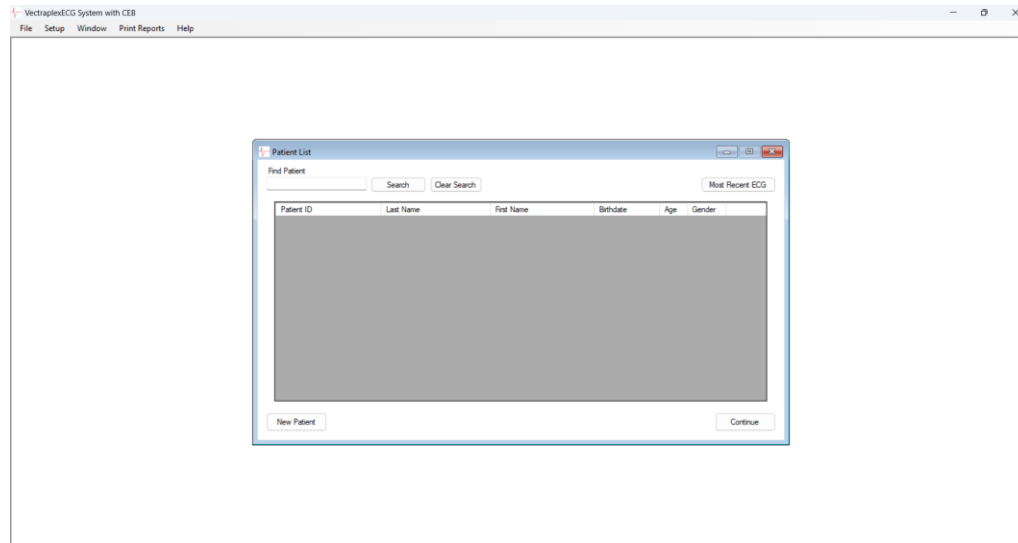 VectraplexECG System with CEB
File Setup Window Print Reports Help
Patient List
Find Patient
Search Clear Search Most Recent ECG
Patient ID Last Name First Name Birthdate Age Gender
New Patient Continue